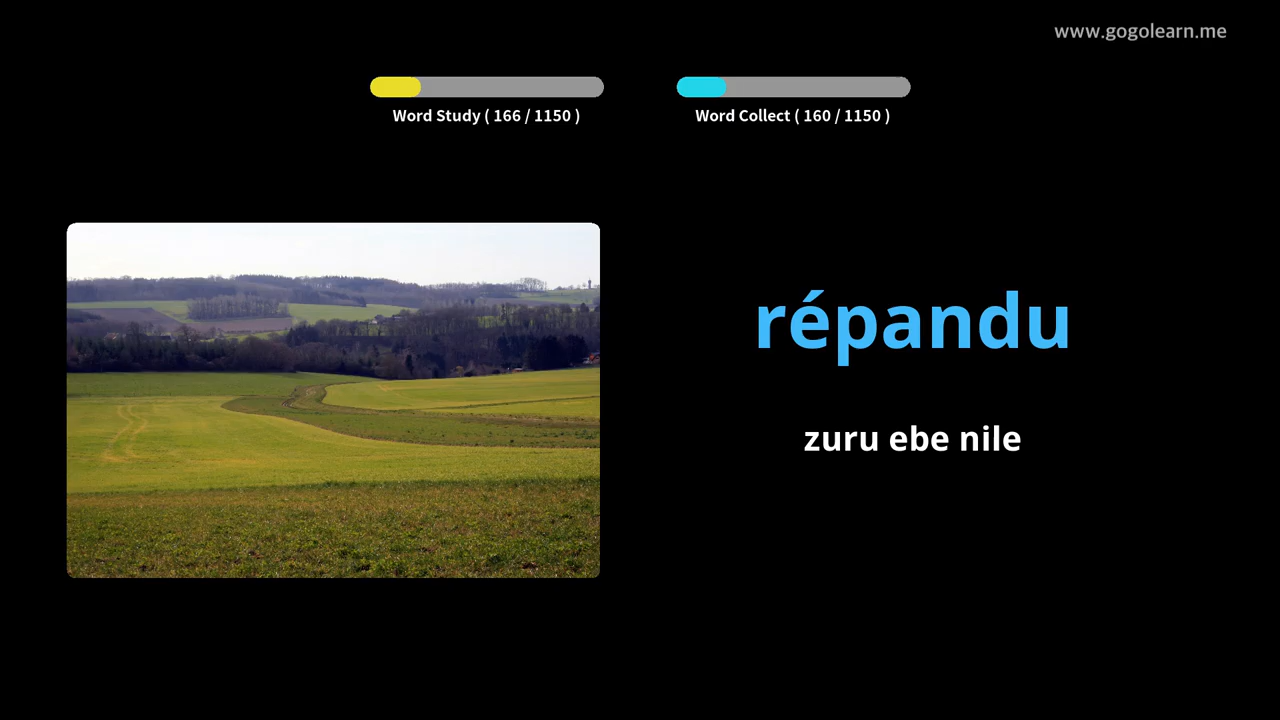 www.gogolearn.me
Word Study ( 166 / 1150 )
Word Collect ( 160 / 1150 )
répandu
zuru ebe nile